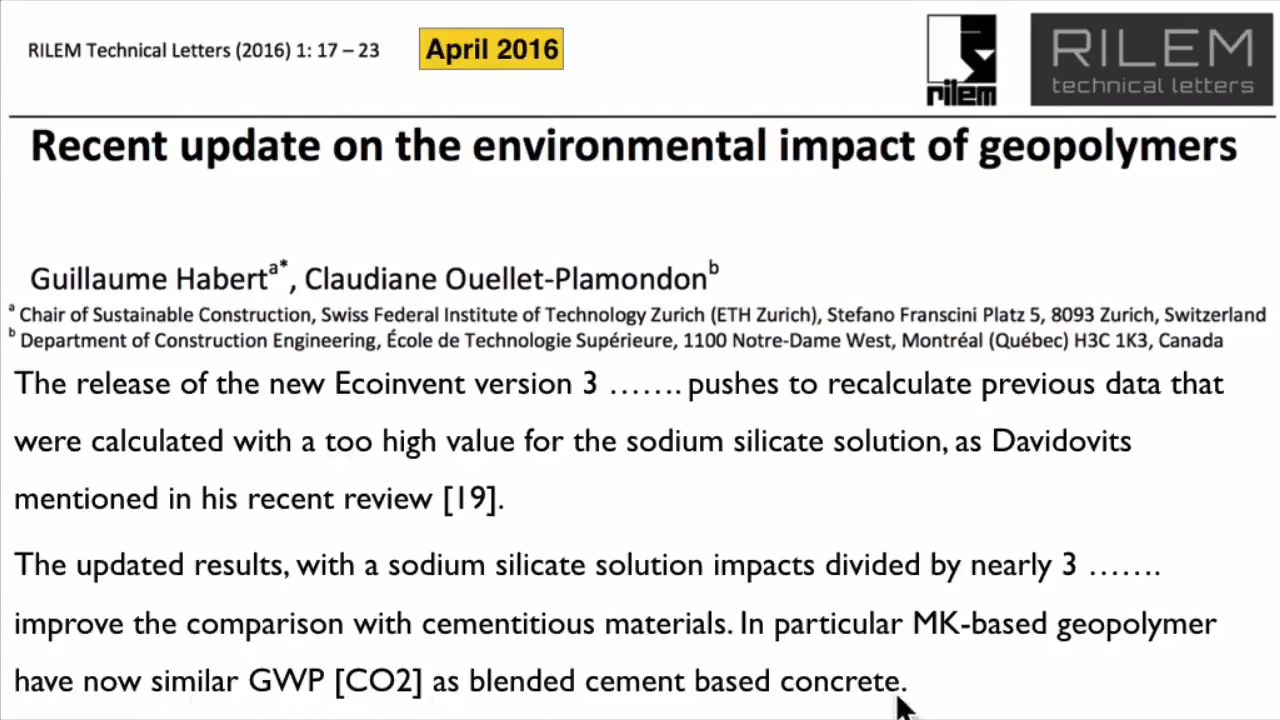 RILEM Technical Letters (2016) 1: 17 – 23
April 2016
rilem
RILEM
technical letters
Recent update on the environmental impact of geopolymers
Guillaume Habertᵃ*, Claudiane Ouellet-Plamondonᵇ
ᵃ Chair of Sustainable Construction, Swiss Federal Institute of Technology Zurich (ETH Zurich), Stefano Franscini Platz 5, 8093 Zurich, Switzerland
ᵇ Department of Construction Engineering, École de Technologie Supérieure, 1100 Notre-Dame West, Montréal (Québec) H3C 1K3, Canada
The release of the new Ecoinvent version 3 ....... pushes to recalculate previous data that
were calculated with a too high value for the sodium silicate solution, as Davidovits
mentioned in his recent review [19].
The updated results, with a sodium silicate solution impacts divided by nearly 3 .......
improve the comparison with cementitious materials. In particular MK-based geopolymer
have now similar GWP [CO2] as blended cement based concrete.